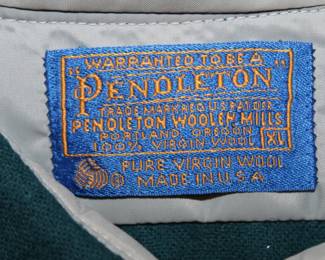 "WARRANTED TO BE A"
PENDLETON
TRADE MARK REG. U.S. PAT. OFF.
PENDLETON WOOLEN MILLS
PORTLAND, OREGON
100% VIRGIN WOOL XL
PURE VIRGIN WOOL
MADE IN U.S.A.